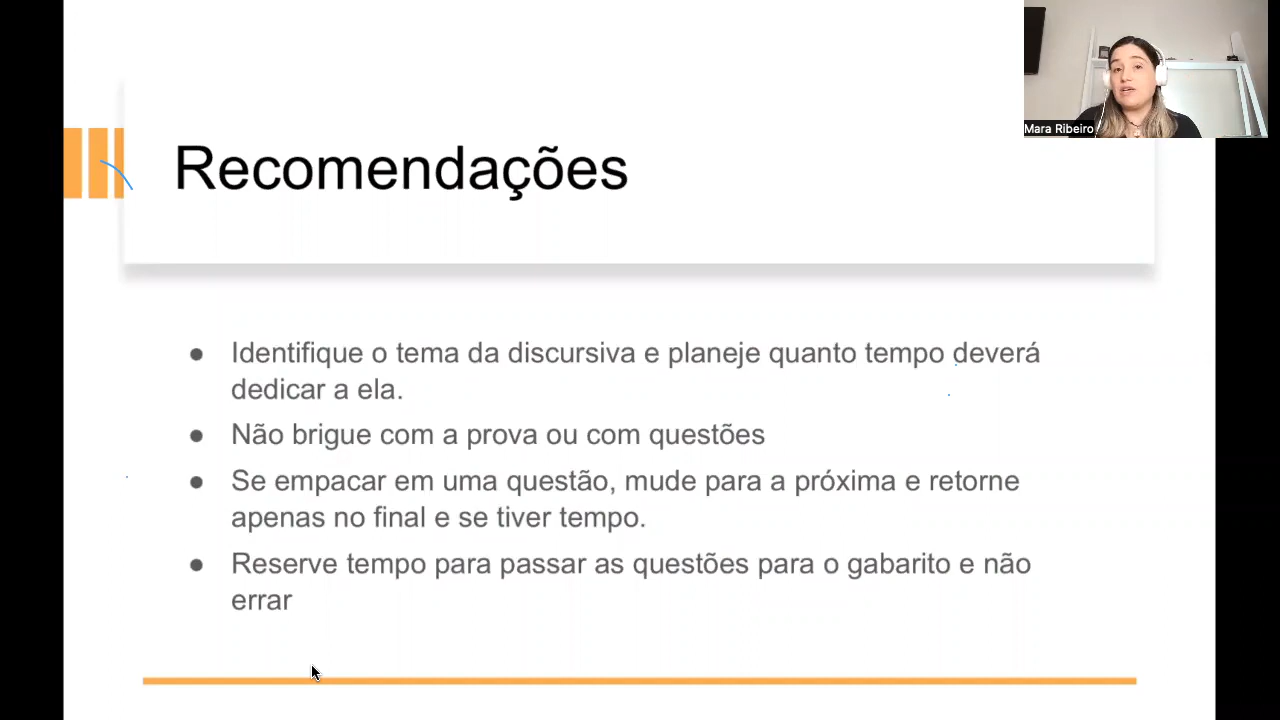 Mara Ribeiro
Recomendações
● Identifique o tema da discursiva e planeje quanto tempo deverá
dedicar a ela.
● Não brigue com a prova ou com questões
● Se empacar em uma questão, mude para a próxima e retorne
apenas no final e se tiver tempo.
● Reserve tempo para passar as questões para o gabarito e não
errar